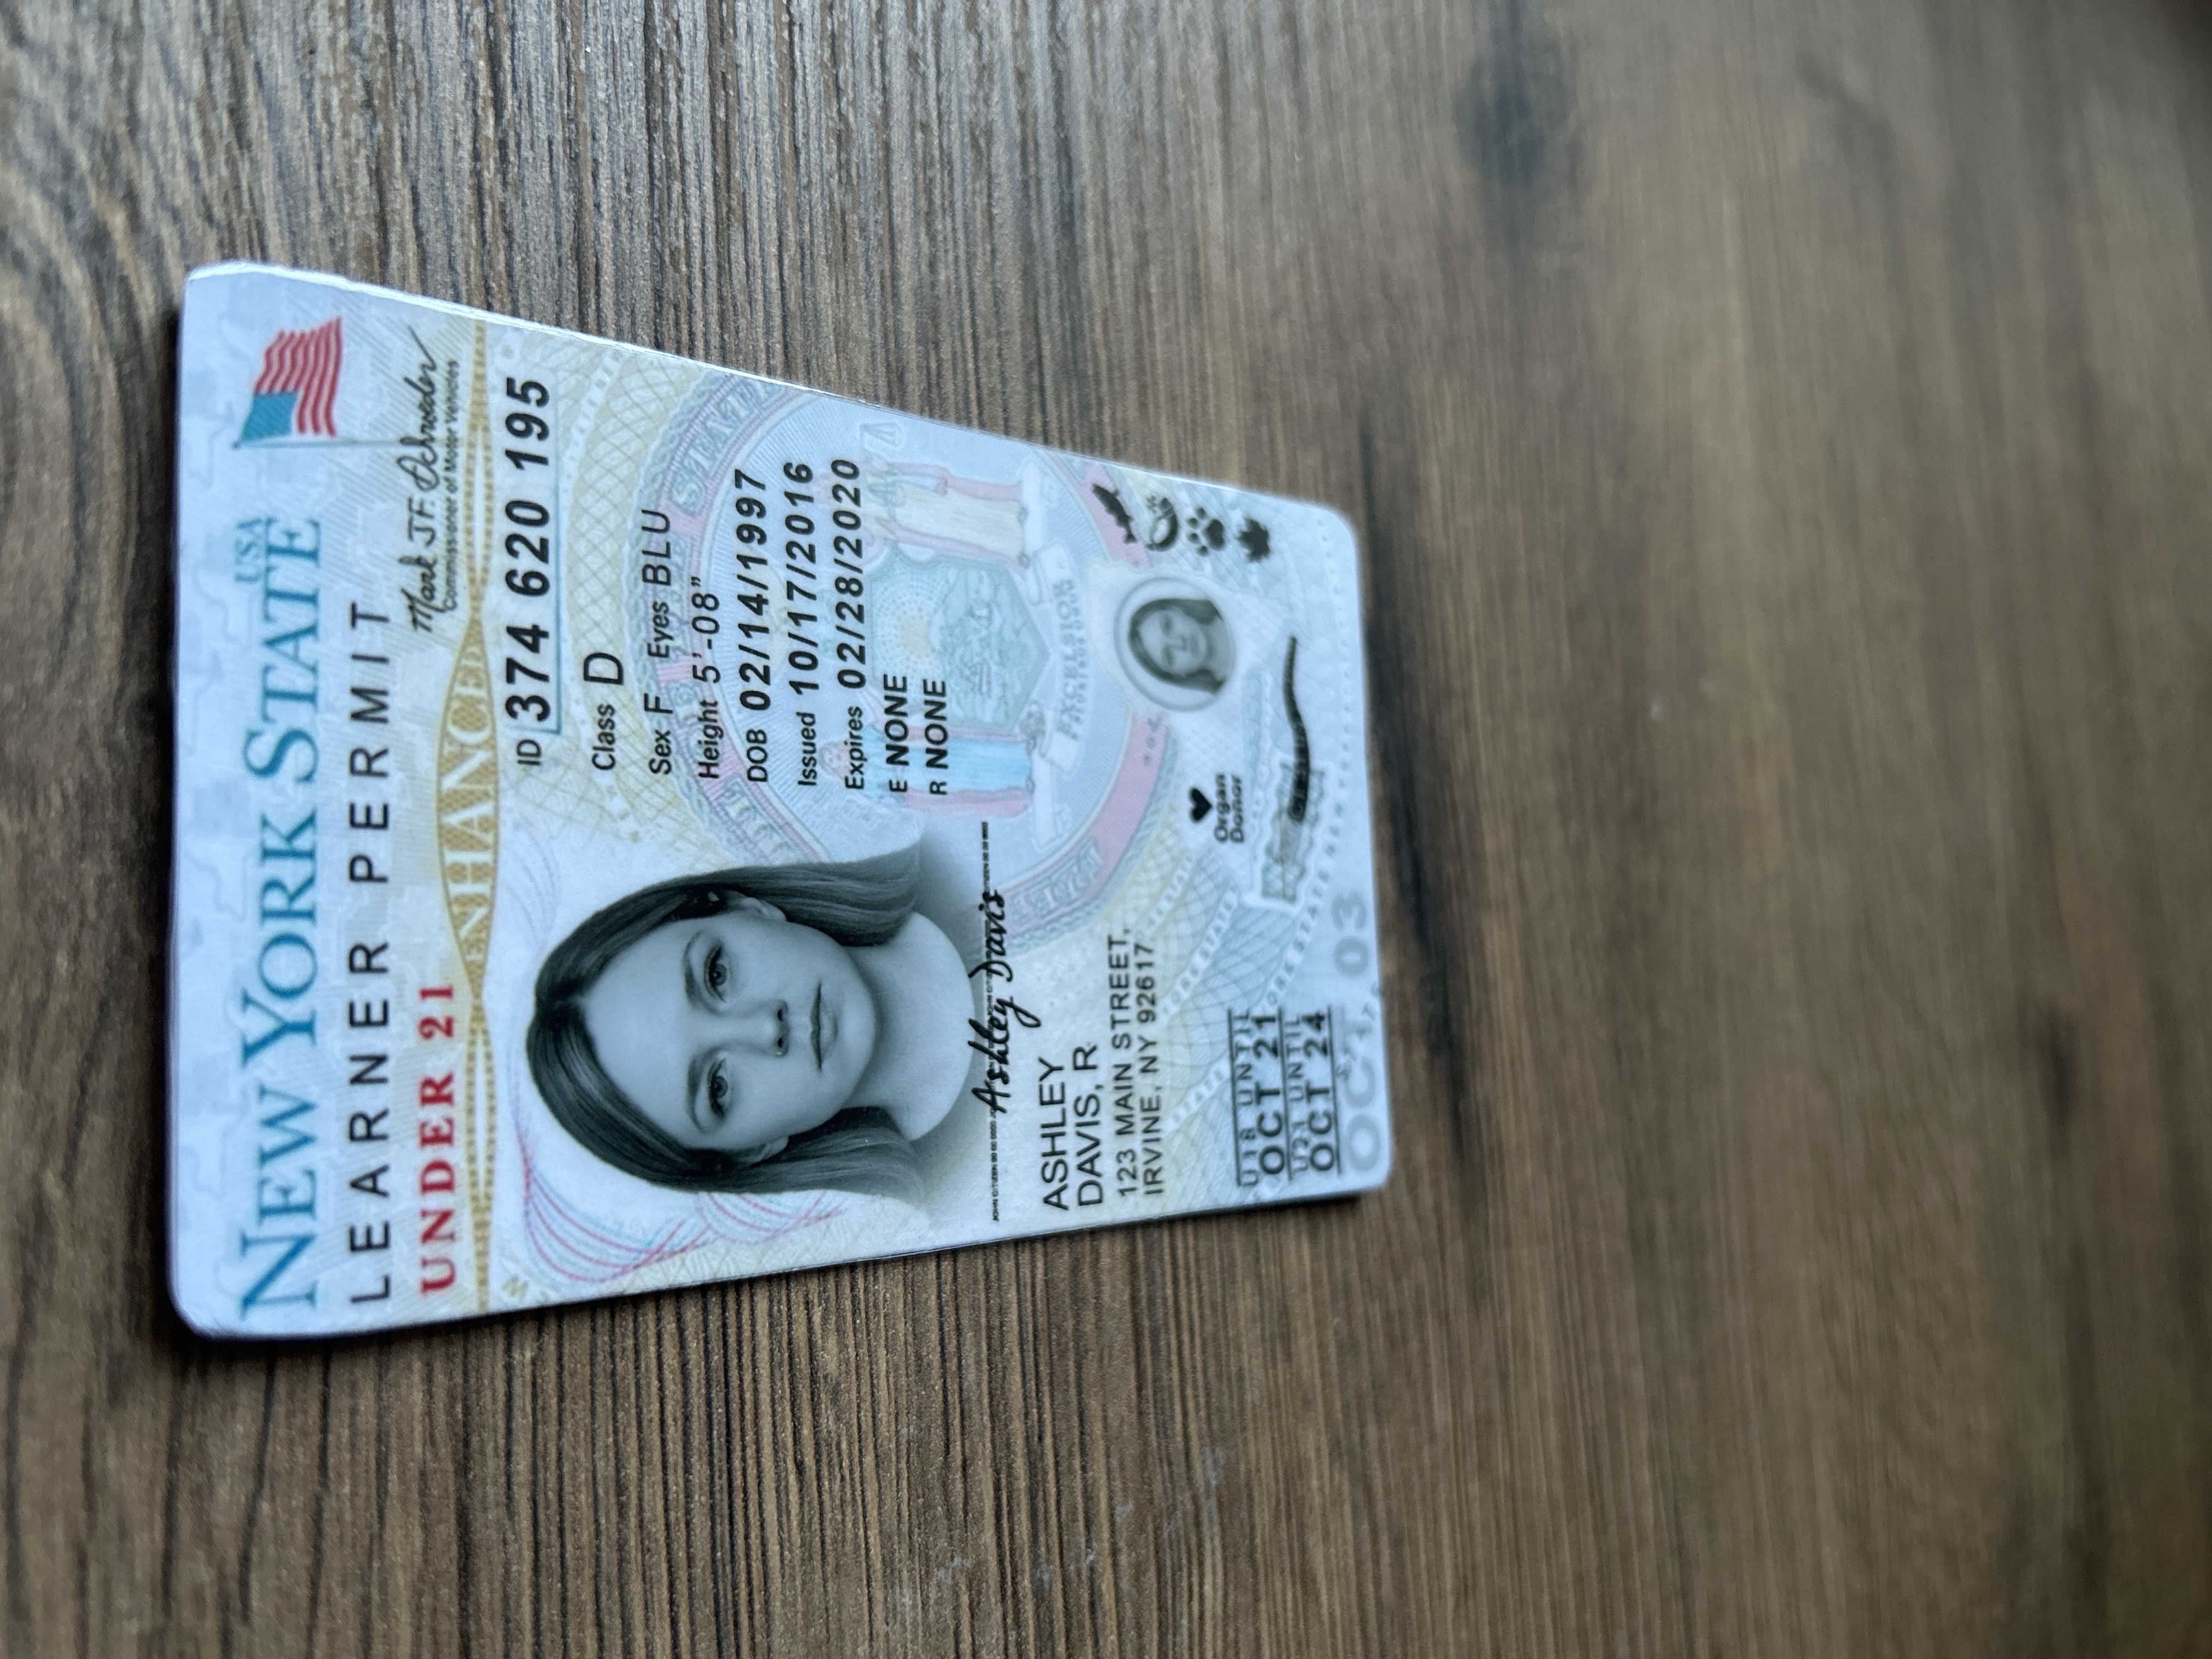 NEW YORK STATE
USA
LEARNER PERMIT
UNDER 21
ENHANCED
Commissioner of Motor Vehicles
ID 374 620 195
Class D
Sex F Eyes BLU
Height 5'-08"
DOB 02/14/1997
Issued 10/17/2016
Expires 02/28/2020
E NONE
R NONE
Ashley Davis
ASHLEY
DAVIS, R
123 MAIN STREET,
IRVINE, NY 92617
EXCELSIOR
Organ
Donor
U18 UNTIL
OCT 21
U21 UNTIL
OCT 24
OCT 03